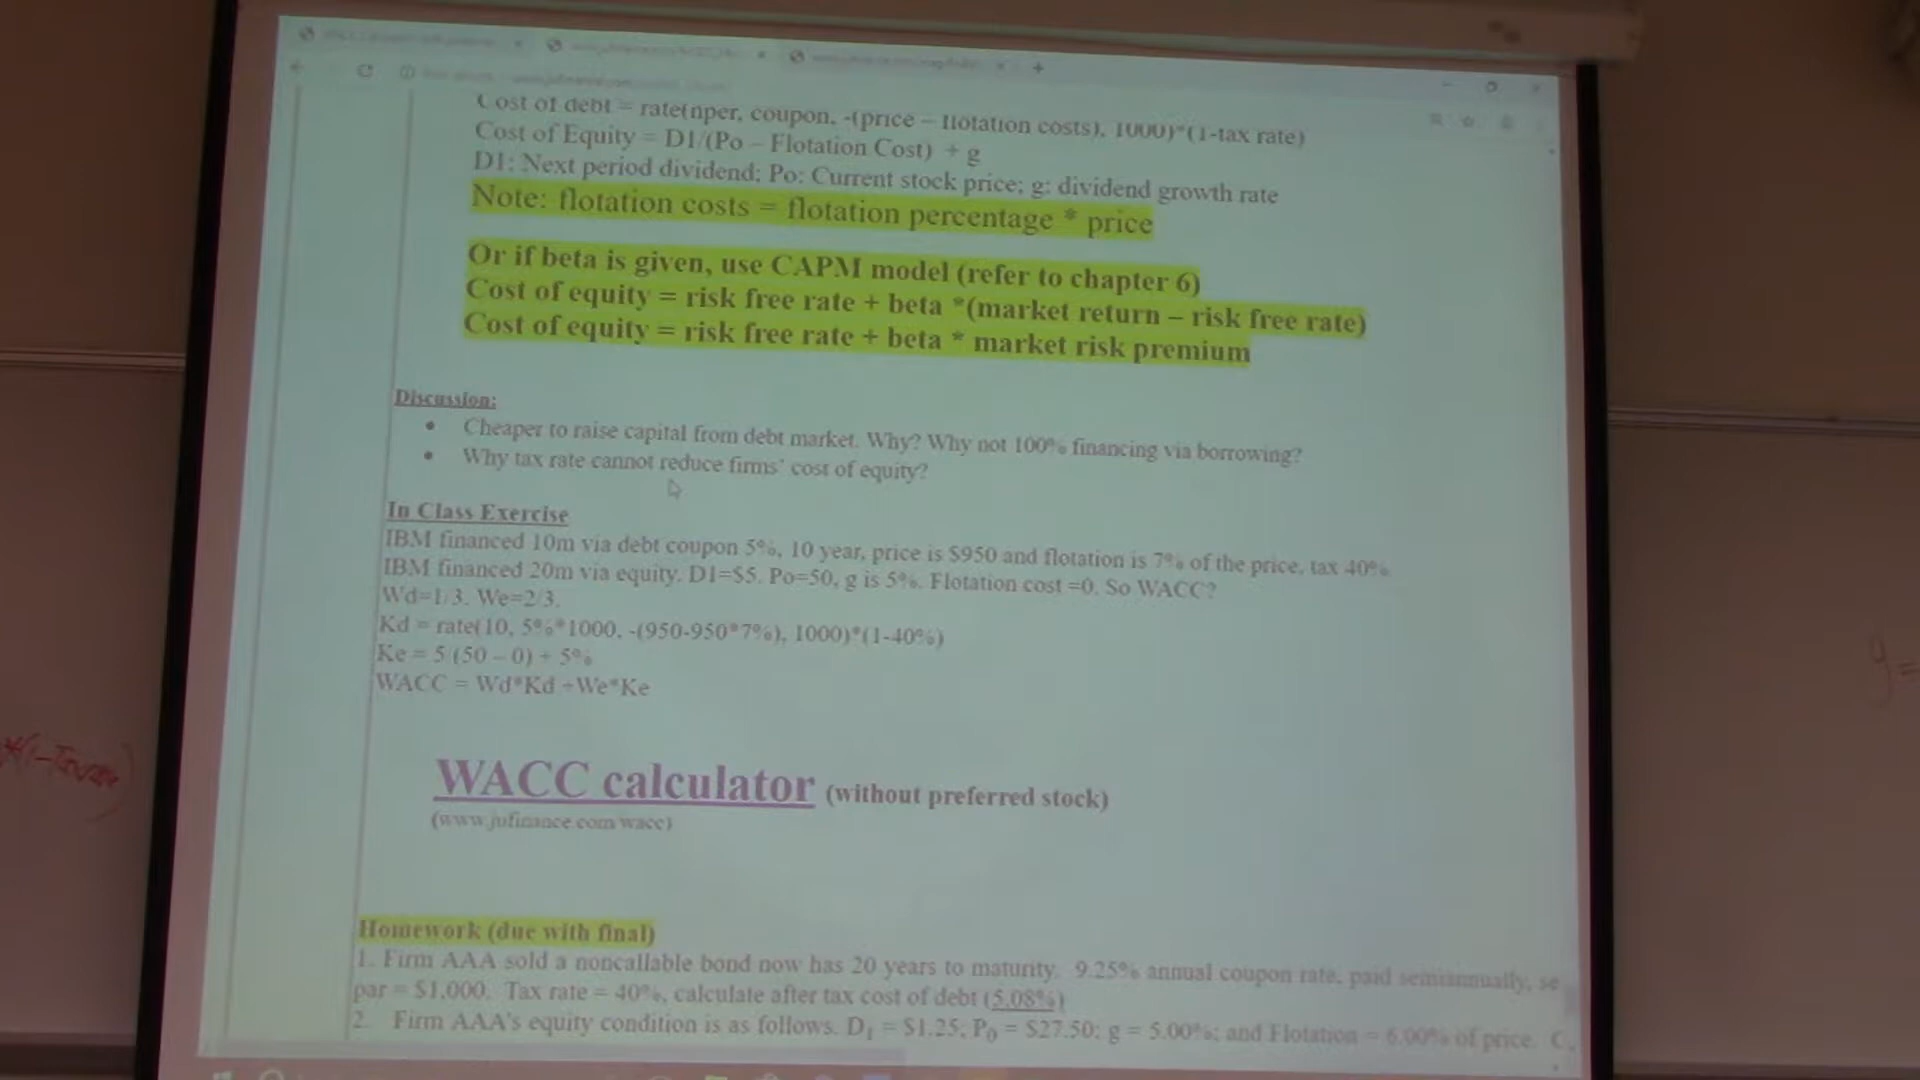 Cost of debt = rate(nper, coupon, -(price – flotation costs), 1000)*(1-tax rate)
Cost of Equity = D1/(Po – Flotation Cost) + g
D1: Next period dividend; Po: Current stock price; g: dividend growth rate
Note: flotation costs = flotation percentage * price
Or if beta is given, use CAPM model (refer to chapter 6)
Cost of equity = risk free rate + beta *(market return – risk free rate)
Cost of equity = risk free rate + beta * market risk premium
Discussion:
• Cheaper to raise capital from debt market. Why? Why not 100% financing via borrowing?
• Why tax rate cannot reduce firms' cost of equity?
In Class Exercise
IBM financed 10m via debt coupon 5%, 10 year, price is $950 and flotation is 7% of the price, tax 40%
IBM financed 20m via equity. D1=$5. Po=50, g is 5%. Flotation cost =0. So WACC?
Wd=1/3. We=2/3.
Kd = rate(10, 5%*1000, -(950-950*7%), 1000)*(1-40%)
Ke = 5/(50 – 0) + 5%
WACC = Wd*Kd +We*Ke
*(1-Tax rate)
g =
WACC calculator (without preferred stock)
(www.jufinance.com/wacc)
Homework (due with final)
1. Firm AAA sold a noncallable bond now has 20 years to maturity. 9.25% annual coupon rate, paid semiannually, se
par = $1,000. Tax rate = 40%, calculate after tax cost of debt (5.08%)
2. Firm AAA's equity condition is as follows. D1 = $1.25; P0 = $27.50; g = 5.00%; and Flotation = 6.00% of price. C